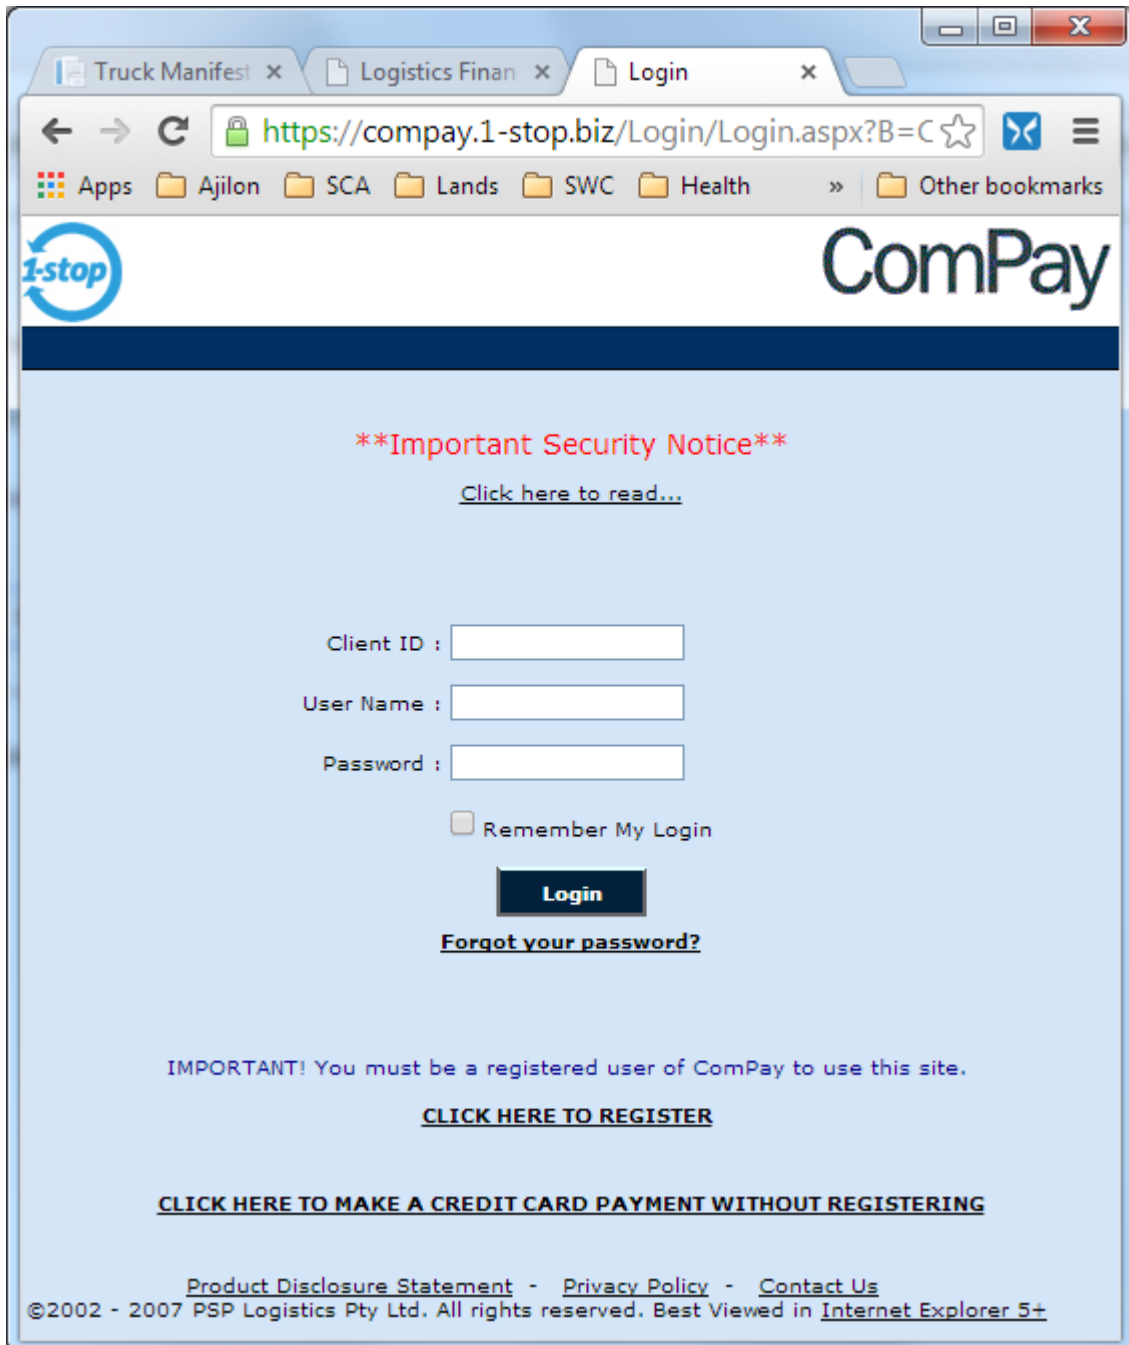 Truck Manifest
Logistics Finan
Login
https://compay.1-stop.biz/Login/Login.aspx?B=C
Apps Ajilon SCA Lands SWC Health » Other bookmarks
1-stop
ComPay
**Important Security Notice**
Click here to read...
Client ID :
User Name :
Password :
Remember My Login
Login
Forgot your password?
IMPORTANT! You must be a registered user of ComPay to use this site.
CLICK HERE TO REGISTER
CLICK HERE TO MAKE A CREDIT CARD PAYMENT WITHOUT REGISTERING
Product Disclosure Statement - Privacy Policy - Contact Us
©2002 - 2007 PSP Logistics Pty Ltd. All rights reserved. Best Viewed in Internet Explorer 5+